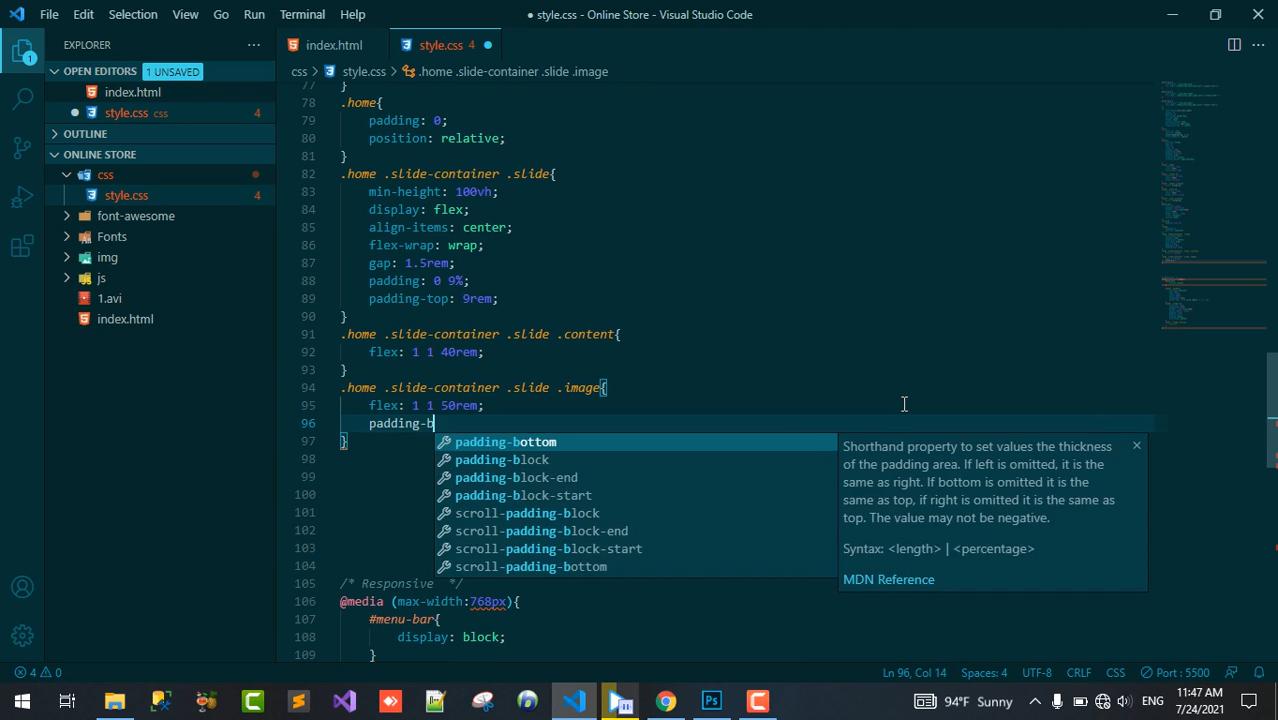 File Edit Selection View Go Run Terminal Help
● style.css - Online Store - Visual Studio Code
EXPLORER ···
index.html
style.css 4 ●
OPEN EDITORS 1 UNSAVED
css > style.css > .home .slide-container .slide .image
index.html
style.css css 4
OUTLINE
ONLINE STORE
css
style.css 4
font-awesome
Fonts
img
js
1.avi
index.html
1
77 }
78 .home{
79 padding: 0;
80 position: relative;
81 }
82 .home .slide-container .slide{
83 min-height: 100vh;
84 display: flex;
85 align-items: center;
86 flex-wrap: wrap;
87 gap: 1.5rem;
88 padding: 0 9%;
89 padding-top: 9rem;
90 }
91 .home .slide-container .slide .content{
92 flex: 1 1 40rem;
93 }
94 .home .slide-container .slide .image{
95 flex: 1 1 50rem;
96 padding-b
97 }
98
99
100
101
102
103
104
105 /* Responsive */
106 @media (max-width:768px){
107 #menu-bar{
108 display: block;
109 }
padding-bottom
padding-block
padding-block-end
padding-block-start
scroll-padding-block
scroll-padding-block-end
scroll-padding-block-start
scroll-padding-bottom
Shorthand property to set values the thickness
of the padding area. If left is omitted, it is the
same as right. If bottom is omitted it is the
same as top, if right is omitted it is the same as
top. The value may not be negative.
Syntax: <length> | <percentage>
MDN Reference
4 0
Ln 96, Col 14 Spaces: 4 UTF-8 CRLF CSS Port : 5500
94°F Sunny
ENG
11:47 AM
7/24/2021